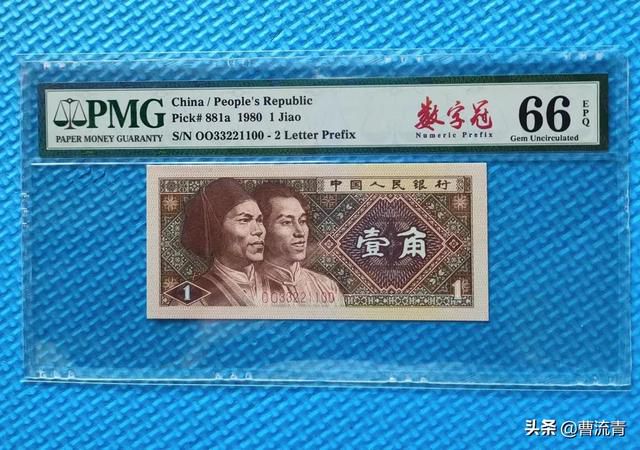 PMG
PAPER MONEY GUARANTY
China / People's Republic
Pick# 881a 1980 1 Jiao
S/N OO33221100 - 2 Letter Prefix
数字冠
Numeric Prefix
66
EPQ
Gem Uncirculated
中国人民银行
壹角
OO33221100
1
1
头条 @曹流青